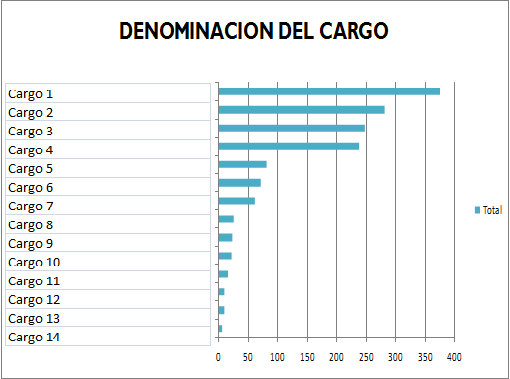 DENOMINACION DEL CARGO
Cargo 1
Cargo 2
Cargo 3
Cargo 4
Cargo 5
Cargo 6
Cargo 7
Cargo 8
Cargo 9
Cargo 10
Cargo 11
Cargo 12
Cargo 13
Cargo 14
Total
0 50 100 150 200 250 300 350 400